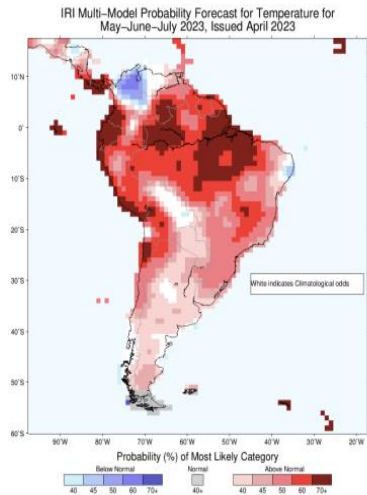 IRI Multi-Model Probability Forecast for Temperature for
May-June-July 2023, Issued April 2023
10°N
0°
10°S
20°S
30°S
40°S
50°S
60°S
White indicates Climatological odds
90°W 80°W 70°W 60°W 50°W 40°W 30°W 20°W
Probability (%) of Most Likely Category
Below Normal Normal Above Normal
40 45 50 60 70+ 40+ 40 45 50 60 70+